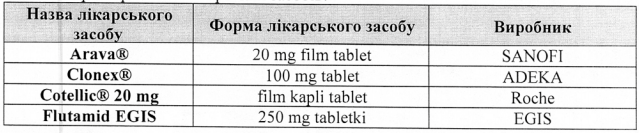 Назва лікарського засобу Форма лікарського засобу Виробник
Arava® 20 mg film tablet SANOFI
Clonex® 100 mg tablet ADEKA
Cotellic® 20 mg film kapli tablet Roche
Flutamid EGIS 250 mg tabletki EGIS